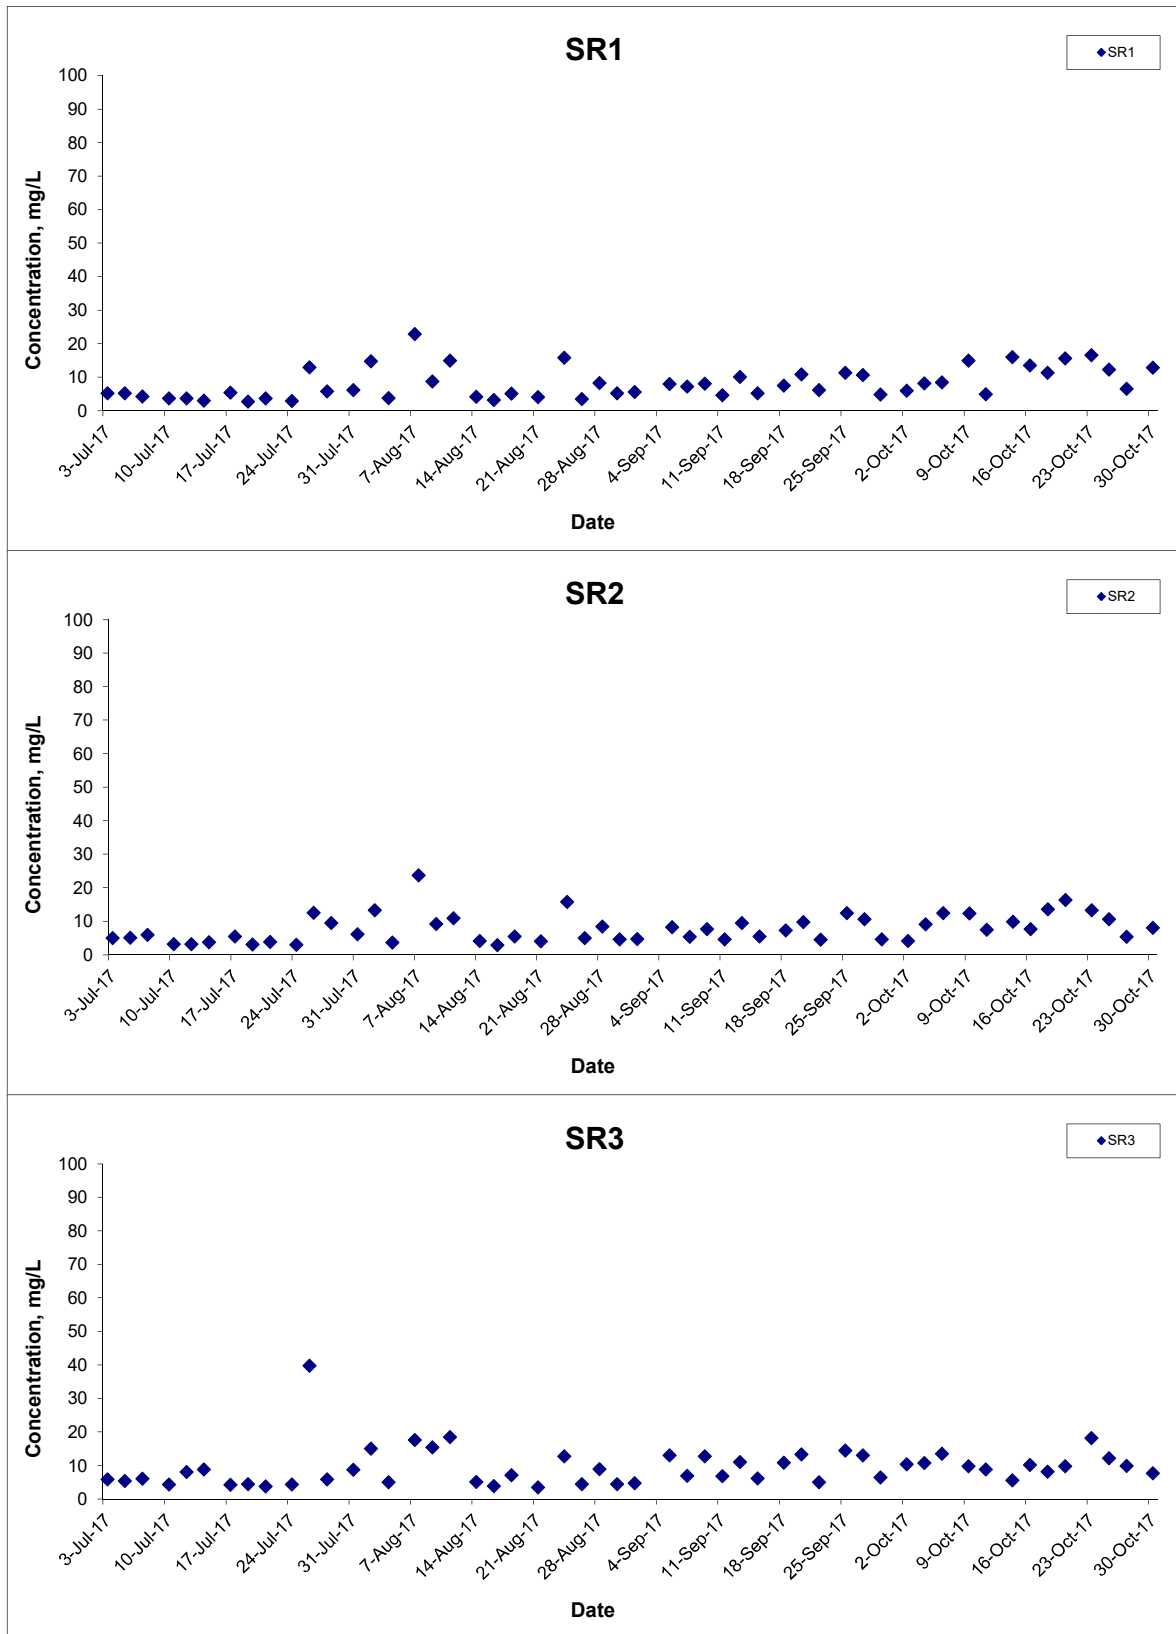 SR1
SR1
100
90
80
70
60
50
40
30
20
10
0
Concentration, mg/L
3-Jul-17
10-Jul-17
17-Jul-17
24-Jul-17
31-Jul-17
7-Aug-17
14-Aug-17
21-Aug-17
28-Aug-17
4-Sep-17
11-Sep-17
18-Sep-17
25-Sep-17
2-Oct-17
9-Oct-17
16-Oct-17
23-Oct-17
30-Oct-17
Date
SR2
SR2
100
90
80
70
60
50
40
30
20
10
0
Concentration, mg/L
3-Jul-17
10-Jul-17
17-Jul-17
24-Jul-17
31-Jul-17
7-Aug-17
14-Aug-17
21-Aug-17
28-Aug-17
4-Sep-17
11-Sep-17
18-Sep-17
25-Sep-17
2-Oct-17
9-Oct-17
16-Oct-17
23-Oct-17
30-Oct-17
Date
SR3
SR3
100
90
80
70
60
50
40
30
20
10
0
Concentration, mg/L
3-Jul-17
10-Jul-17
17-Jul-17
24-Jul-17
31-Jul-17
7-Aug-17
14-Aug-17
21-Aug-17
28-Aug-17
4-Sep-17
11-Sep-17
18-Sep-17
25-Sep-17
2-Oct-17
9-Oct-17
16-Oct-17
23-Oct-17
30-Oct-17
Date